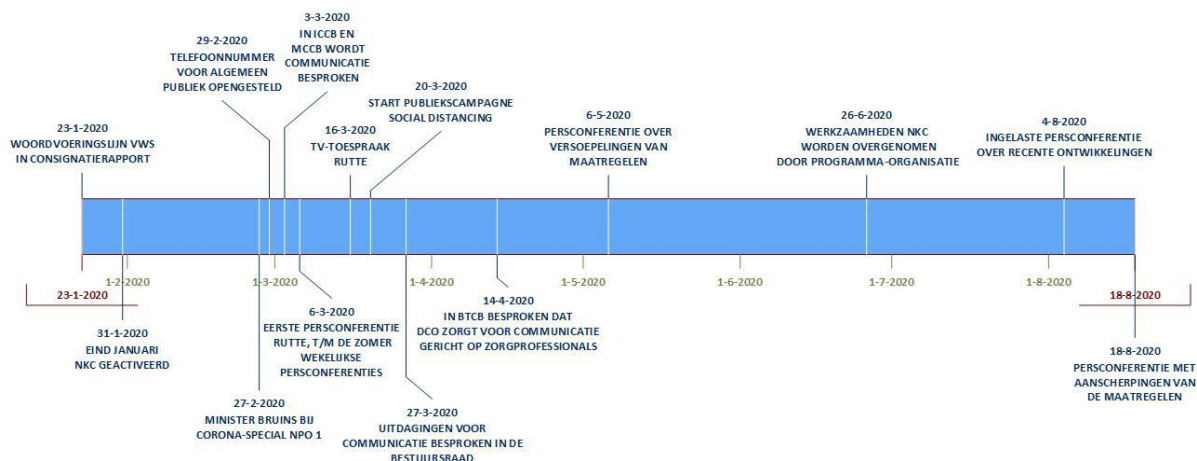 23-1-2020
WOORDVOERINGSLIJN VWS
IN CONSIGNATIERAPPORT
29-2-2020
TELEFOONNUMMER
VOOR ALGEMEEN
PUBLIEK OPENGESTELD
3-3-2020
IN ICCB EN
MCCB WORDT
COMMUNICATIE
BESPROKEN
16-3-2020
TV-TOESPRAAK
RUTTE
20-3-2020
START PUBLIEKSCAMPAGNE
SOCIAL DISTANCING
6-5-2020
PERSCONFERENTIE OVER
VERSOEPELINGEN VAN
MAATREGELEN
26-6-2020
WERKZAAMHEDEN NKC
WORDEN OVERGENOMEN
DOOR PROGRAMMA-ORGANISATIE
4-8-2020
INGELASTE PERSCONFERENTIE
OVER RECENTE ONTWIKKELINGEN
1-2-2020
1-3-2020
1-4-2020
1-5-2020
1-6-2020
1-7-2020
1-8-2020
23-1-2020
18-8-2020
31-1-2020
EIND JANUARI
NKC GEACTIVEERD
27-2-2020
MINISTER BRUINS BIJ
CORONA-SPECIAL NPO 1
6-3-2020
EERSTE PERSCONFERENTIE
RUTTE, T/M DE ZOMER
WEKELIJKSE
PERSCONFERENTIES
27-3-2020
UITDAGINGEN VOOR
COMMUNICATIE BESPROKEN IN DE
BESTUURSRAAD
14-4-2020
IN BTCB BESPROKEN DAT
DCO ZORGT VOOR COMMUNICATIE
GERICHT OP ZORGPROFESSIONALS
18-8-2020
PERSCONFERENTIE MET
AANSCHERPINGEN VAN
DE MAATREGELEN